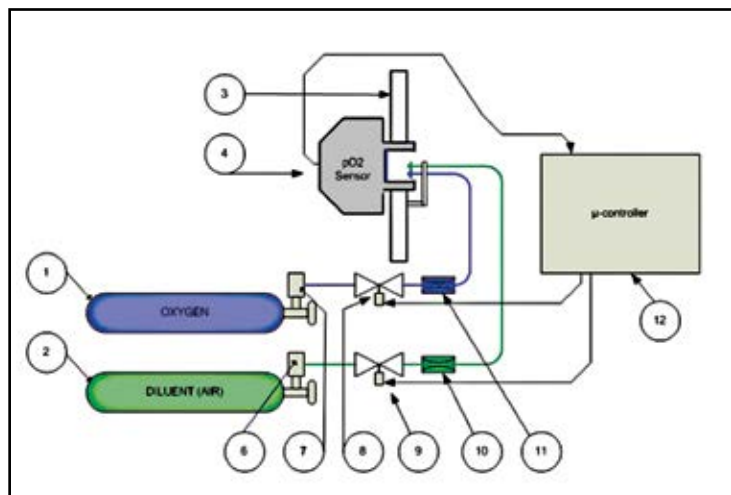 3
4
pO2
Sensor
µ-controller
1
OXYGEN
12
2
DILUENT (AIR)
6
7
8
9
10
11